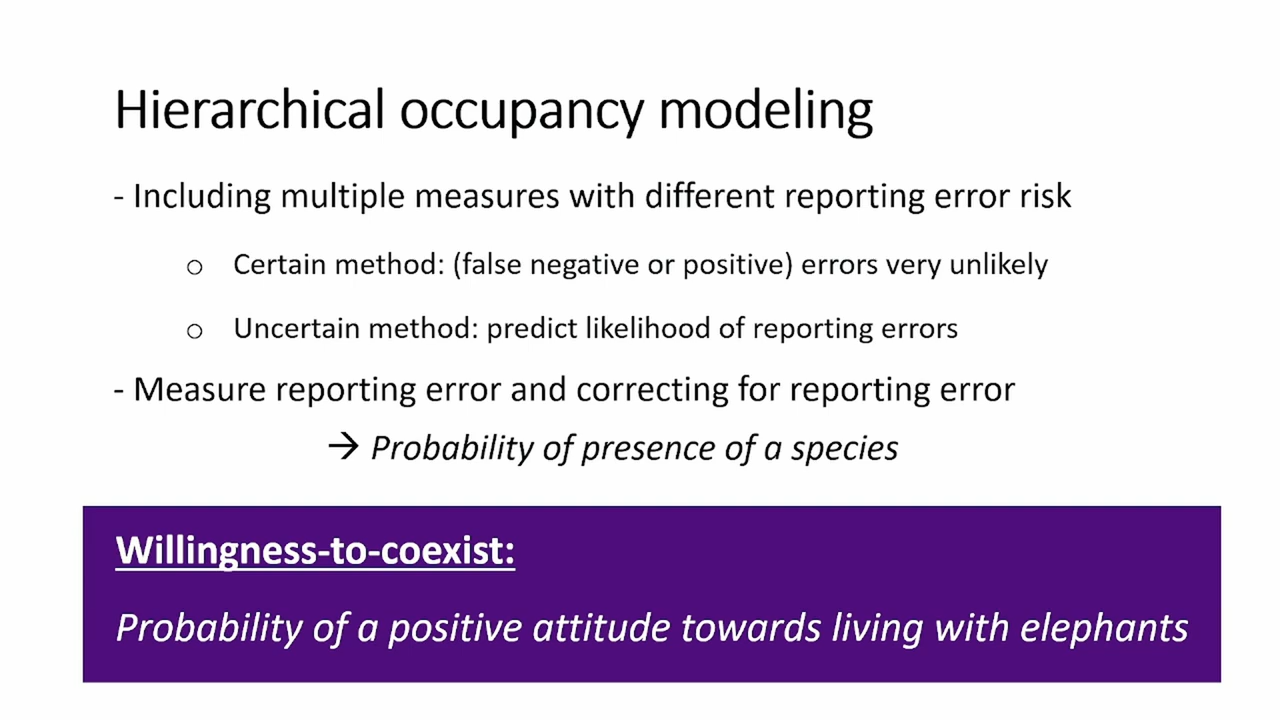 Hierarchical occupancy modeling
- Including multiple measures with different reporting error risk
o Certain method: (false negative or positive) errors very unlikely
o Uncertain method: predict likelihood of reporting errors
- Measure reporting error and correcting for reporting error
→ Probability of presence of a species
Willingness-to-coexist:
Probability of a positive attitude towards living with elephants